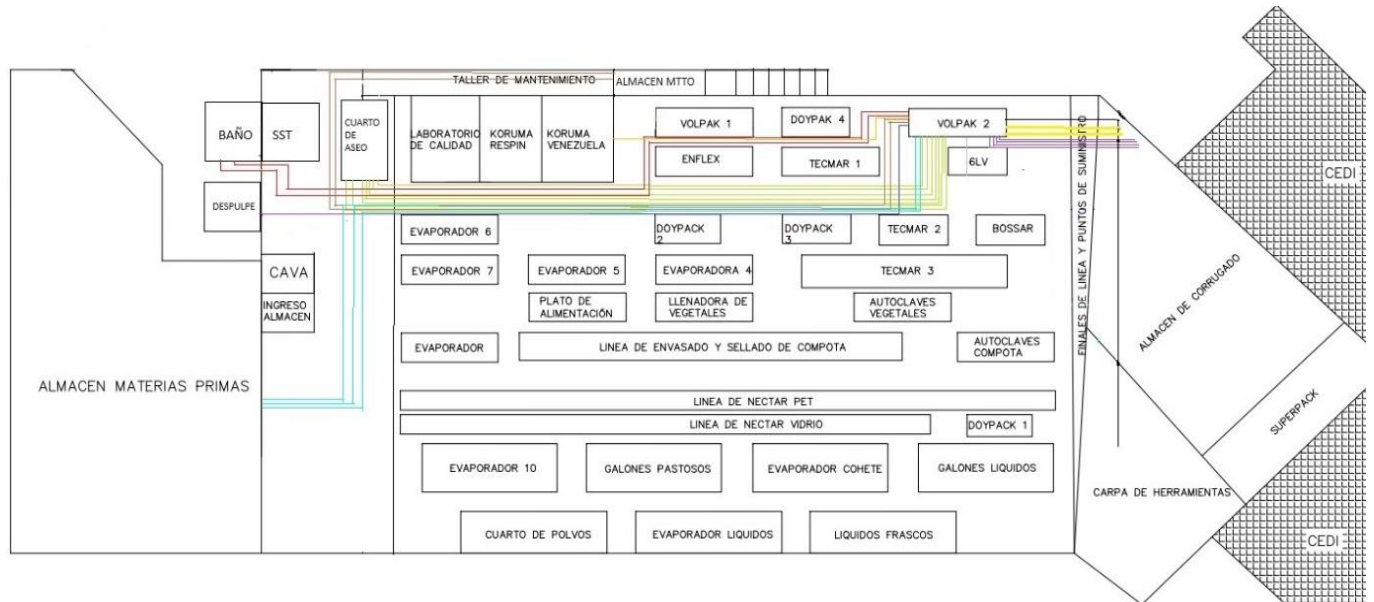 TALLER DE MANTENIMIENTO
ALMACEN MTTO
BAÑO
SST
CUARTO
DE
ASEO
LABORATORIO
DE CALIDAD
KORUMA
RESPIN
KORUMA
VENEZUELA
VOLPAK 1
DOYPAK 4
VOLPAK 2
ENFLEX
TECMAR 1
6LV
DESPULPE
EVAPORADOR 6
DOYPACK
2
DOYPACK
3
TECMAR 2
BOSSAR
CAVA
INGRESO
ALMACEN
EVAPORADOR 7
EVAPORADOR 5
EVAPORADORA 4
TECMAR 3
PLATO DE
ALIMENTACIÓN
LLENADORA DE
VEGETALES
AUTOCLAVES
VEGETALES
EVAPORADOR
LINEA DE ENVASADO Y SELLADO DE COMPOTA
AUTOCLAVES
COMPOTA
ALMACEN MATERIAS PRIMAS
LINEA DE NECTAR PET
LINEA DE NECTAR VIDRIO
DOYPACK 1
EVAPORADOR 10
GALONES PASTOSOS
EVAPORADOR COHETE
GALONES LIQUIDOS
CUARTO DE POLVOS
EVAPORADOR LIQUIDOS
LIQUIDOS FRASCOS
FINALES DE LINEA Y PUNTOS DE SUMINISTRO
ALMACEN DE CORRUGADO
CEDI
SUPERPACK
CARPA DE HERRAMIENTAS
CEDI